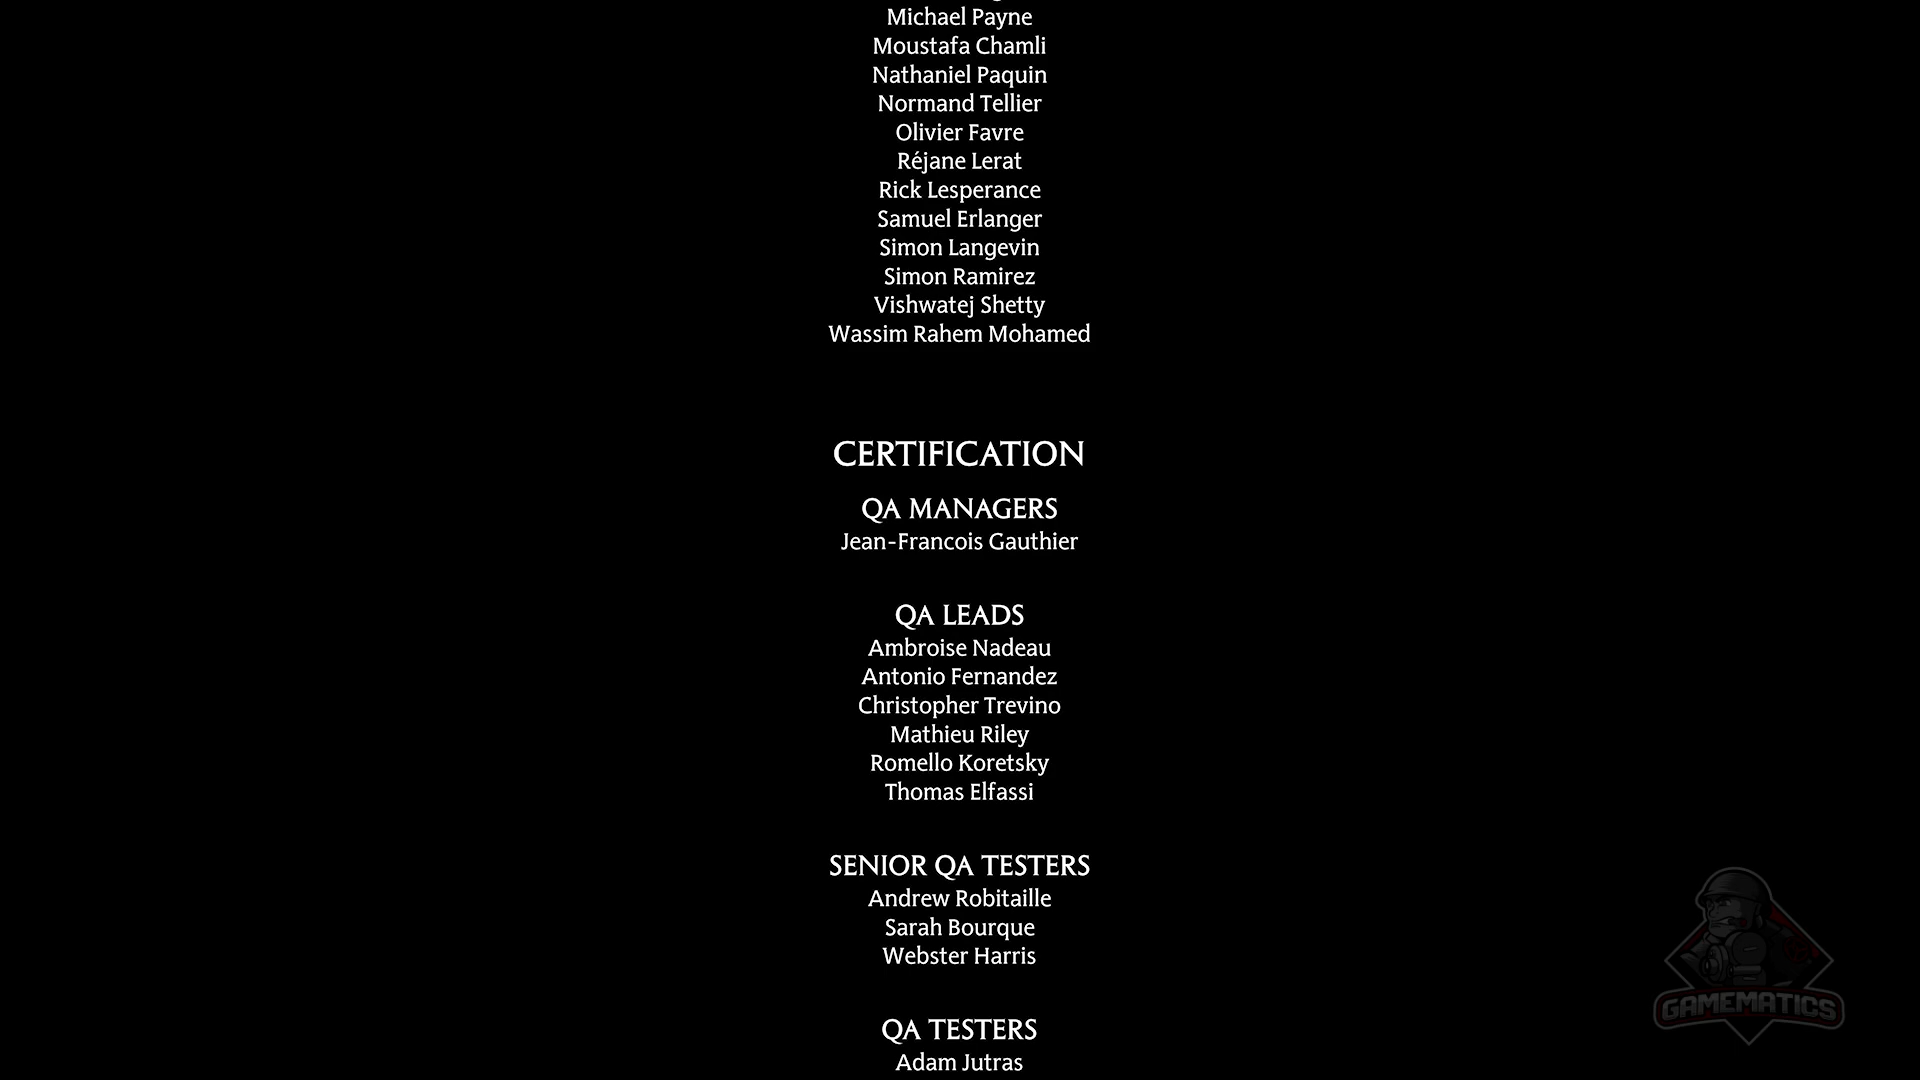 Michael Payne
Moustafa Chamli
Nathaniel Paquin
Normand Tellier
Olivier Favre
Réjane Lerat
Rick Lesperance
Samuel Erlanger
Simon Langevin
Simon Ramirez
Vishwatej Shetty
Wassim Rahem Mohamed
CERTIFICATION
QA MANAGERS
Jean-Francois Gauthier
QA LEADS
Ambroise Nadeau
Antonio Fernandez
Christopher Trevino
Mathieu Riley
Romello Koretsky
Thomas Elfassi
SENIOR QA TESTERS
Andrew Robitaille
Sarah Bourque
Webster Harris
QA TESTERS
Adam Jutras
GAMEMATICS